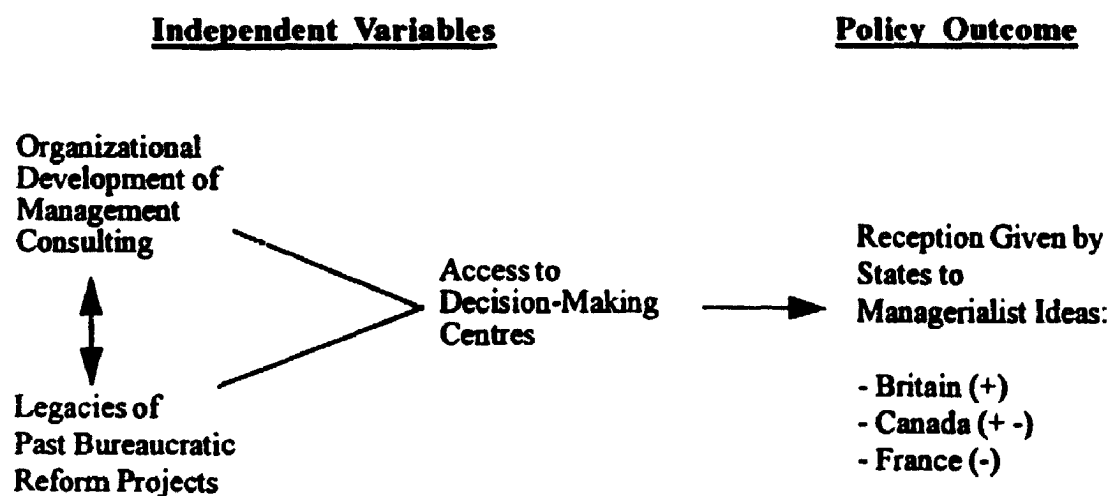 Independent Variables
Policy Outcome
Organizational
Development of
Management
Consulting
Legacies of
Past Bureaucratic
Reform Projects
Access to
Decision-Making
Centres
Reception Given by
States to
Managerialist Ideas:
- Britain (+)
- Canada (+ -)
- France (-)